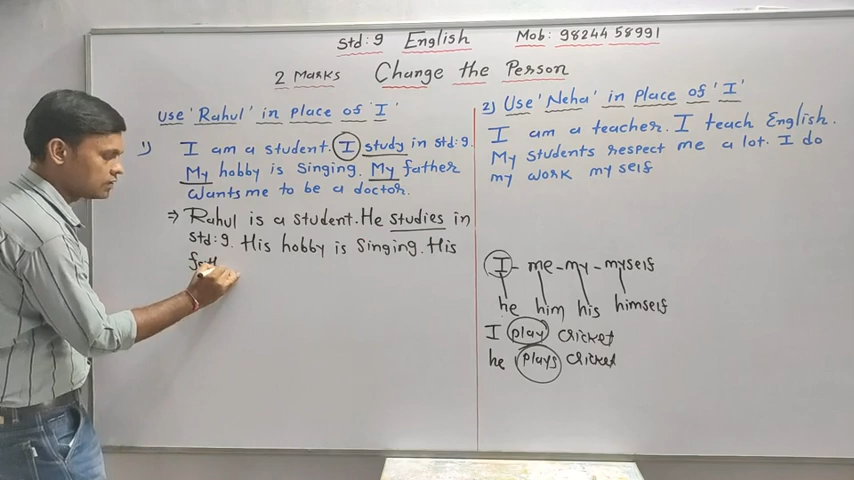 Std: 9 English Mob: 98244 58991
2 Marks Change the Person
Use 'Rahul' in place of 'I'
1) I am a student. I study in std: 9.
My hobby is singing. My father
wants me to be a doctor.
⇒ Rahul is a student. He studies in
std: 9. His hobby is singing. His
fath
2) Use 'Neha' in place of 'I'
I am a teacher. I teach English.
My students respect me a lot. I do
my work my self
I - me - my - myself
he him his himself
I play cricket
he plays cricket